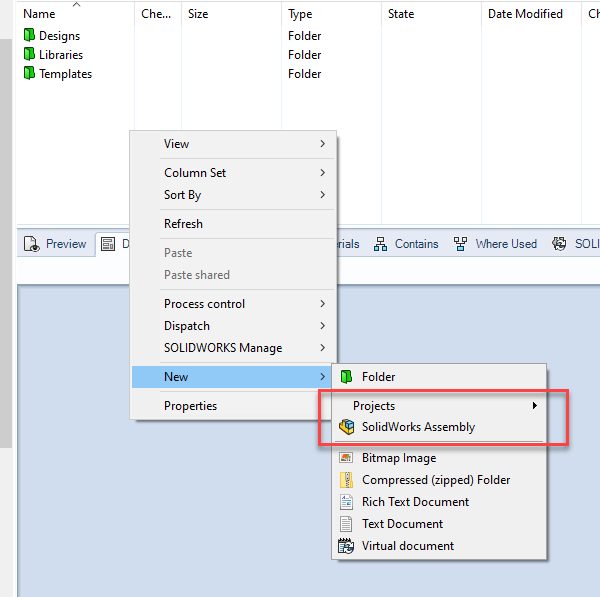 Name Che... Size Type State Date Modified Ch
Designs Folder
Libraries Folder
Templates Folder
View
Column Set
Sort By
Refresh
Preview D rials Contains Where Used SOLI
Paste
Paste shared
Process control
Dispatch
SOLIDWORKS Manage
New
Folder
Properties
Projects
SolidWorks Assembly
Bitmap Image
Compressed (zipped) Folder
Rich Text Document
Text Document
Virtual document